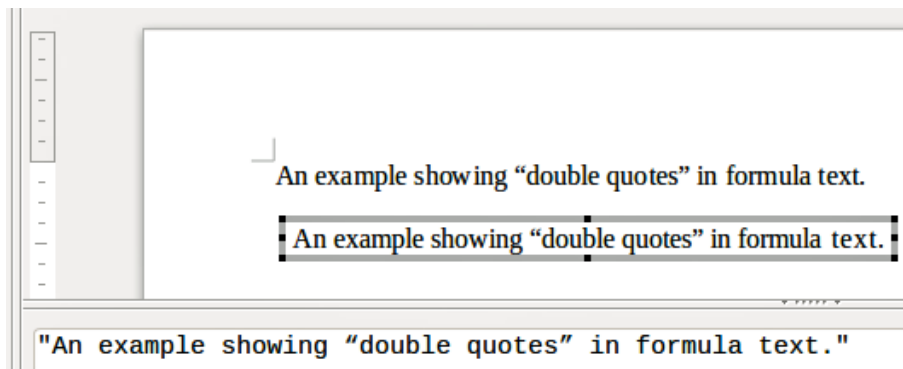 An example showing “double quotes” in formula text.
An example showing “double quotes” in formula text.
"An example showing “double quotes” in formula text."